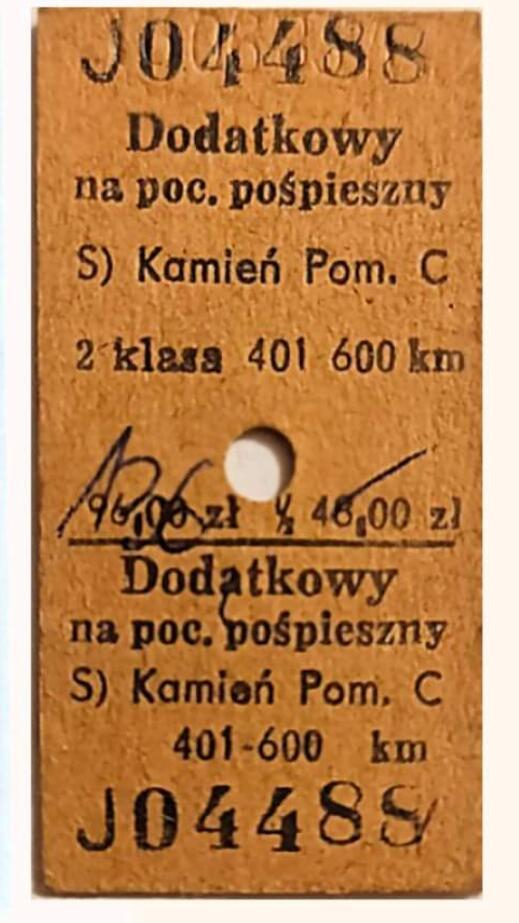 J04488
Dodatkowy
na poc. pośpieszny
S) Kamień Pom. C
2 klasa 401 600 km
96,00 zł ½ 48,00 zł
Dodatkowy
na poc. pośpieszny
S) Kamień Pom. C
401-600 km
J04488